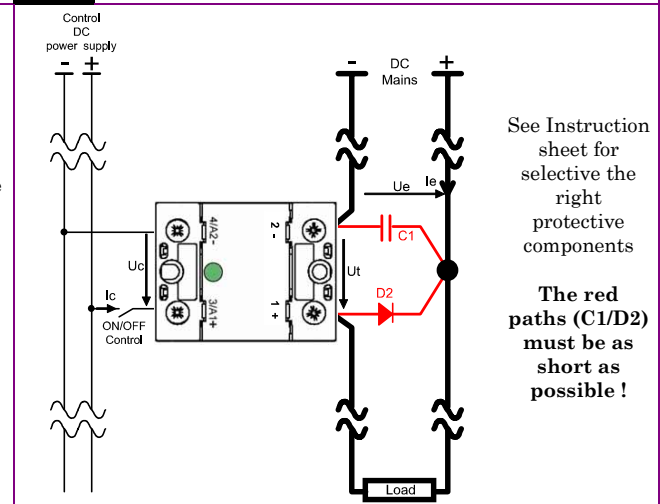 Control
DC
power supply
- +
- DC +
Mains
Ue
Ie
C1
4/A2-
2 -
Uc
Ut
D2
Ic
ON/OFF
Control
3/A1+
1 +
Load
See Instruction
sheet for
selective the
right
protective
components
The red
paths (C1/D2)
must be as
short as
possible !